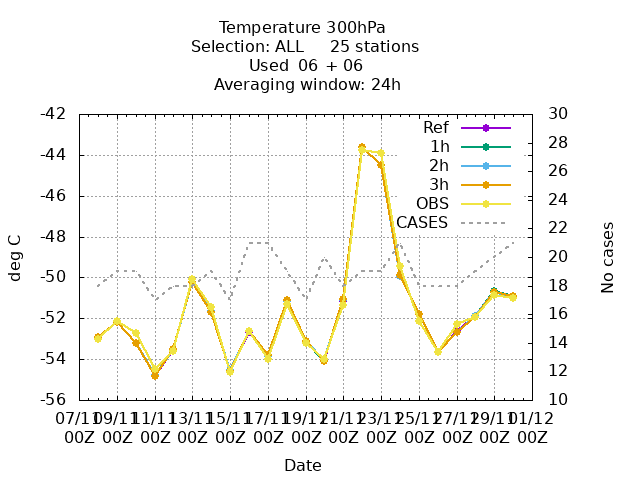 Temperature 300hPa
Selection: ALL 25 stations
Used 06 + 06
Averaging window: 24h
-42 30
Ref 28
-44 1h 26
2h
-46 3h 24
OBS
CASES 22
-48
20
-50 18
16
-52 14
-54 12
-56 10
deg C
No cases
07/11 09/11 11/11 13/11 15/11 17/11 19/11 21/11 23/11 25/11 27/11 29/11 01/12
00Z 00Z 00Z 00Z 00Z 00Z 00Z 00Z 00Z 00Z 00Z 00Z 00Z
Date